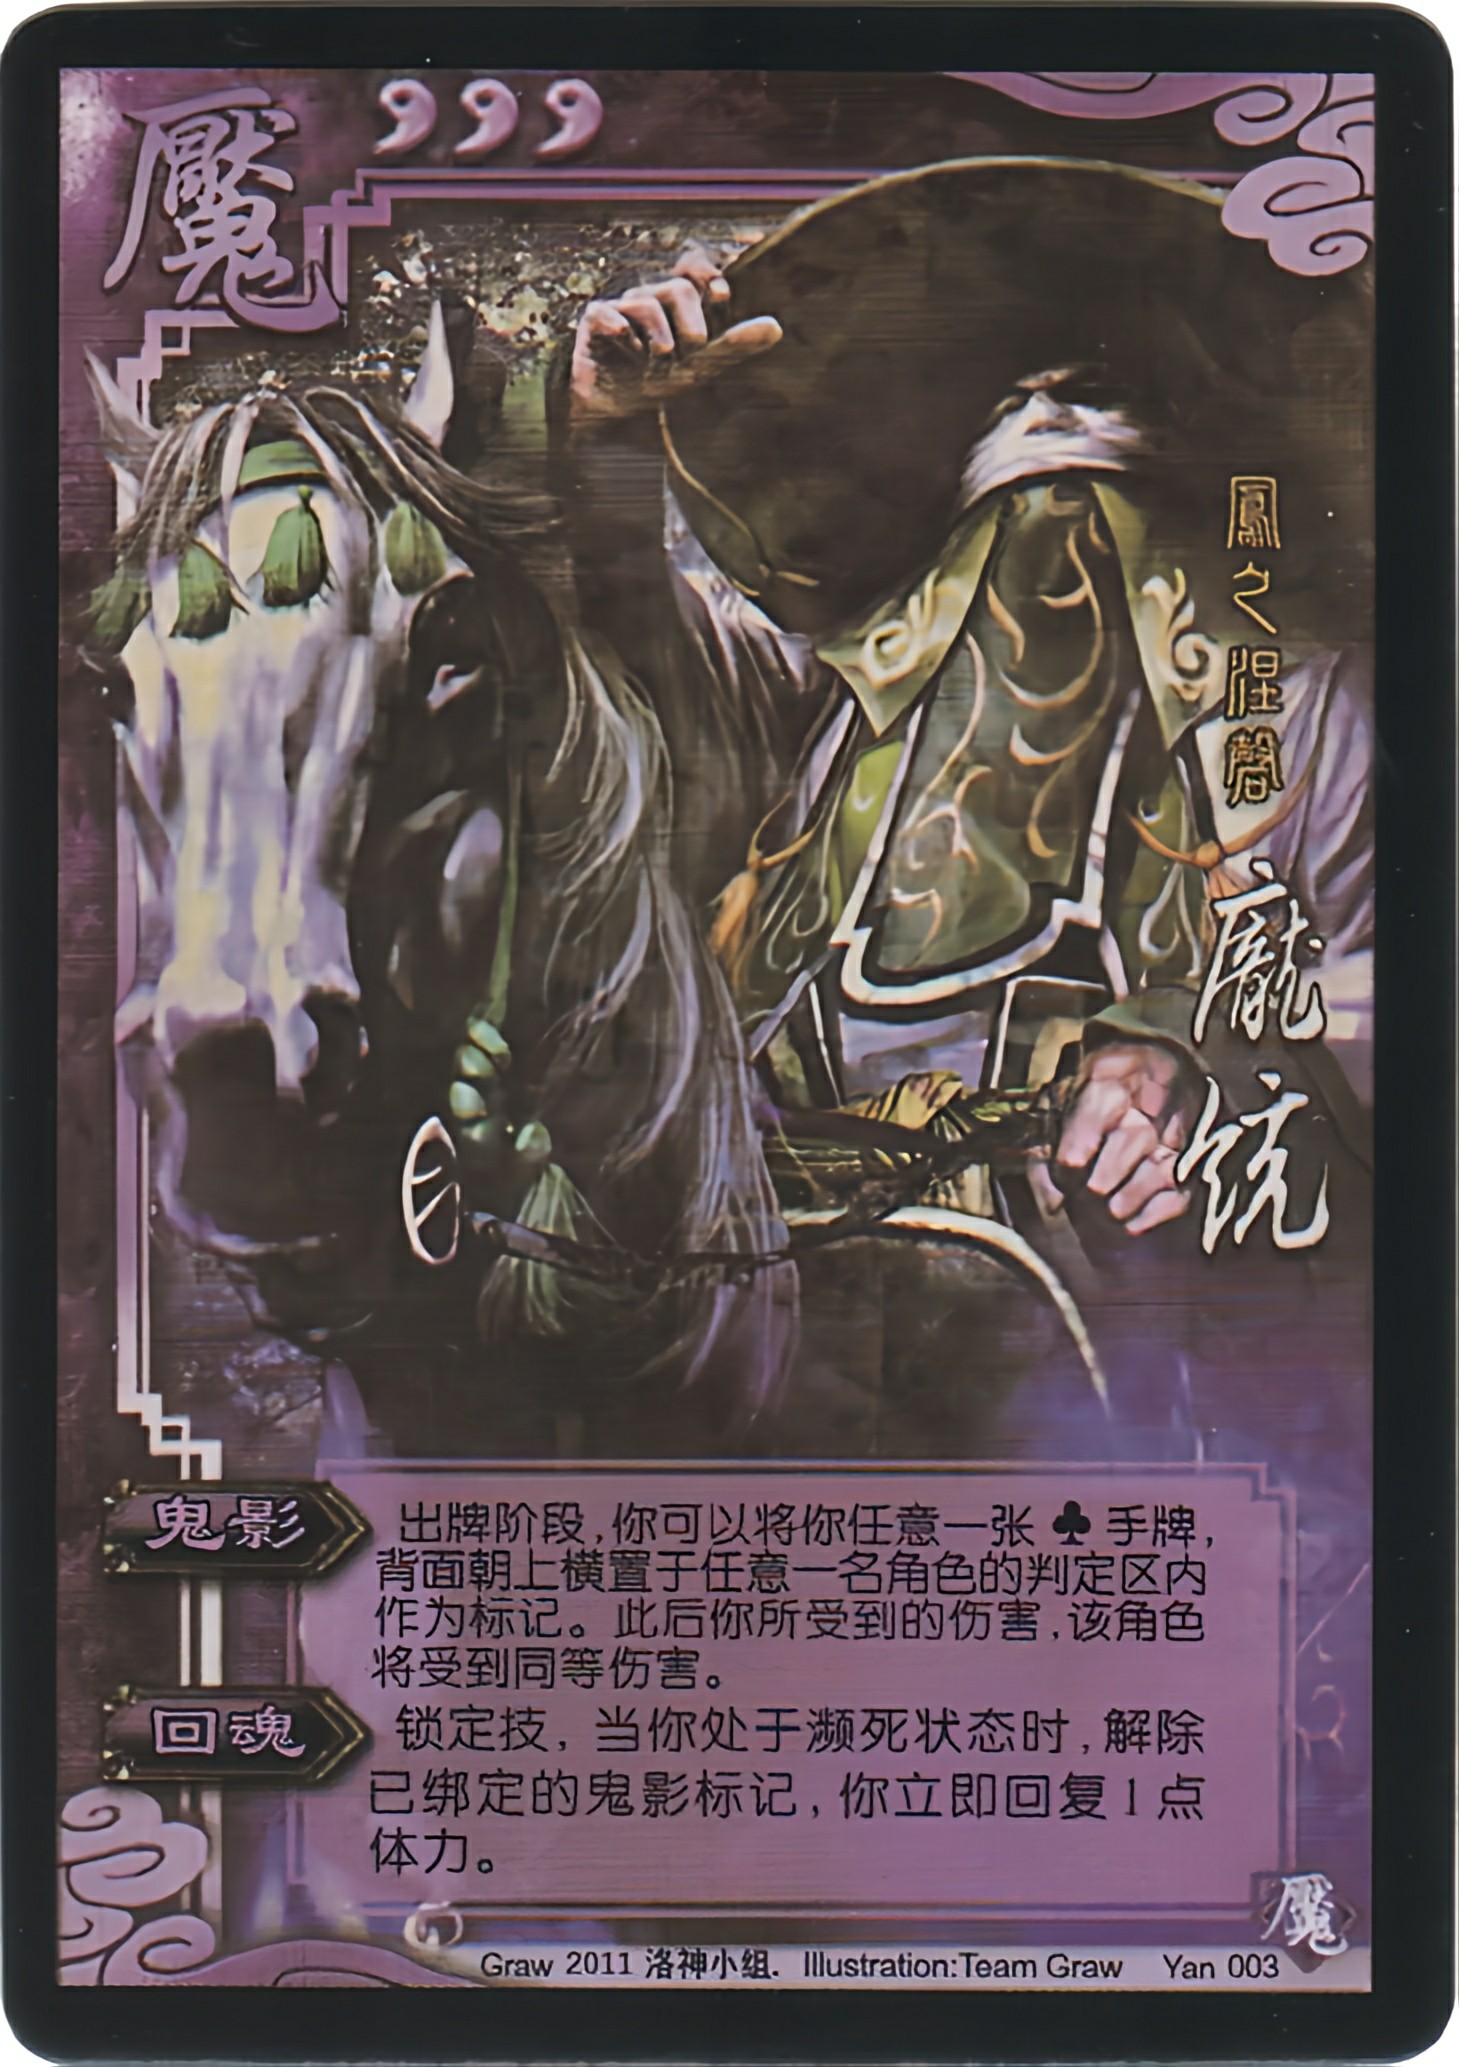 魘
鳳之涅磐
龐统
鬼影
出牌阶段,你可以将你任意一张♣手牌,
背面朝上横置于任意一名角色的判定区内
作为标记。此后你所受到的伤害,该角色
将受到同等伤害。
回魂
锁定技, 当你处于濒死状态时,解除
已绑定的鬼影标记, 你立即回复1点
体力。
魘
Graw 2011 洛神小组. Illustration:Team Graw Yan 003